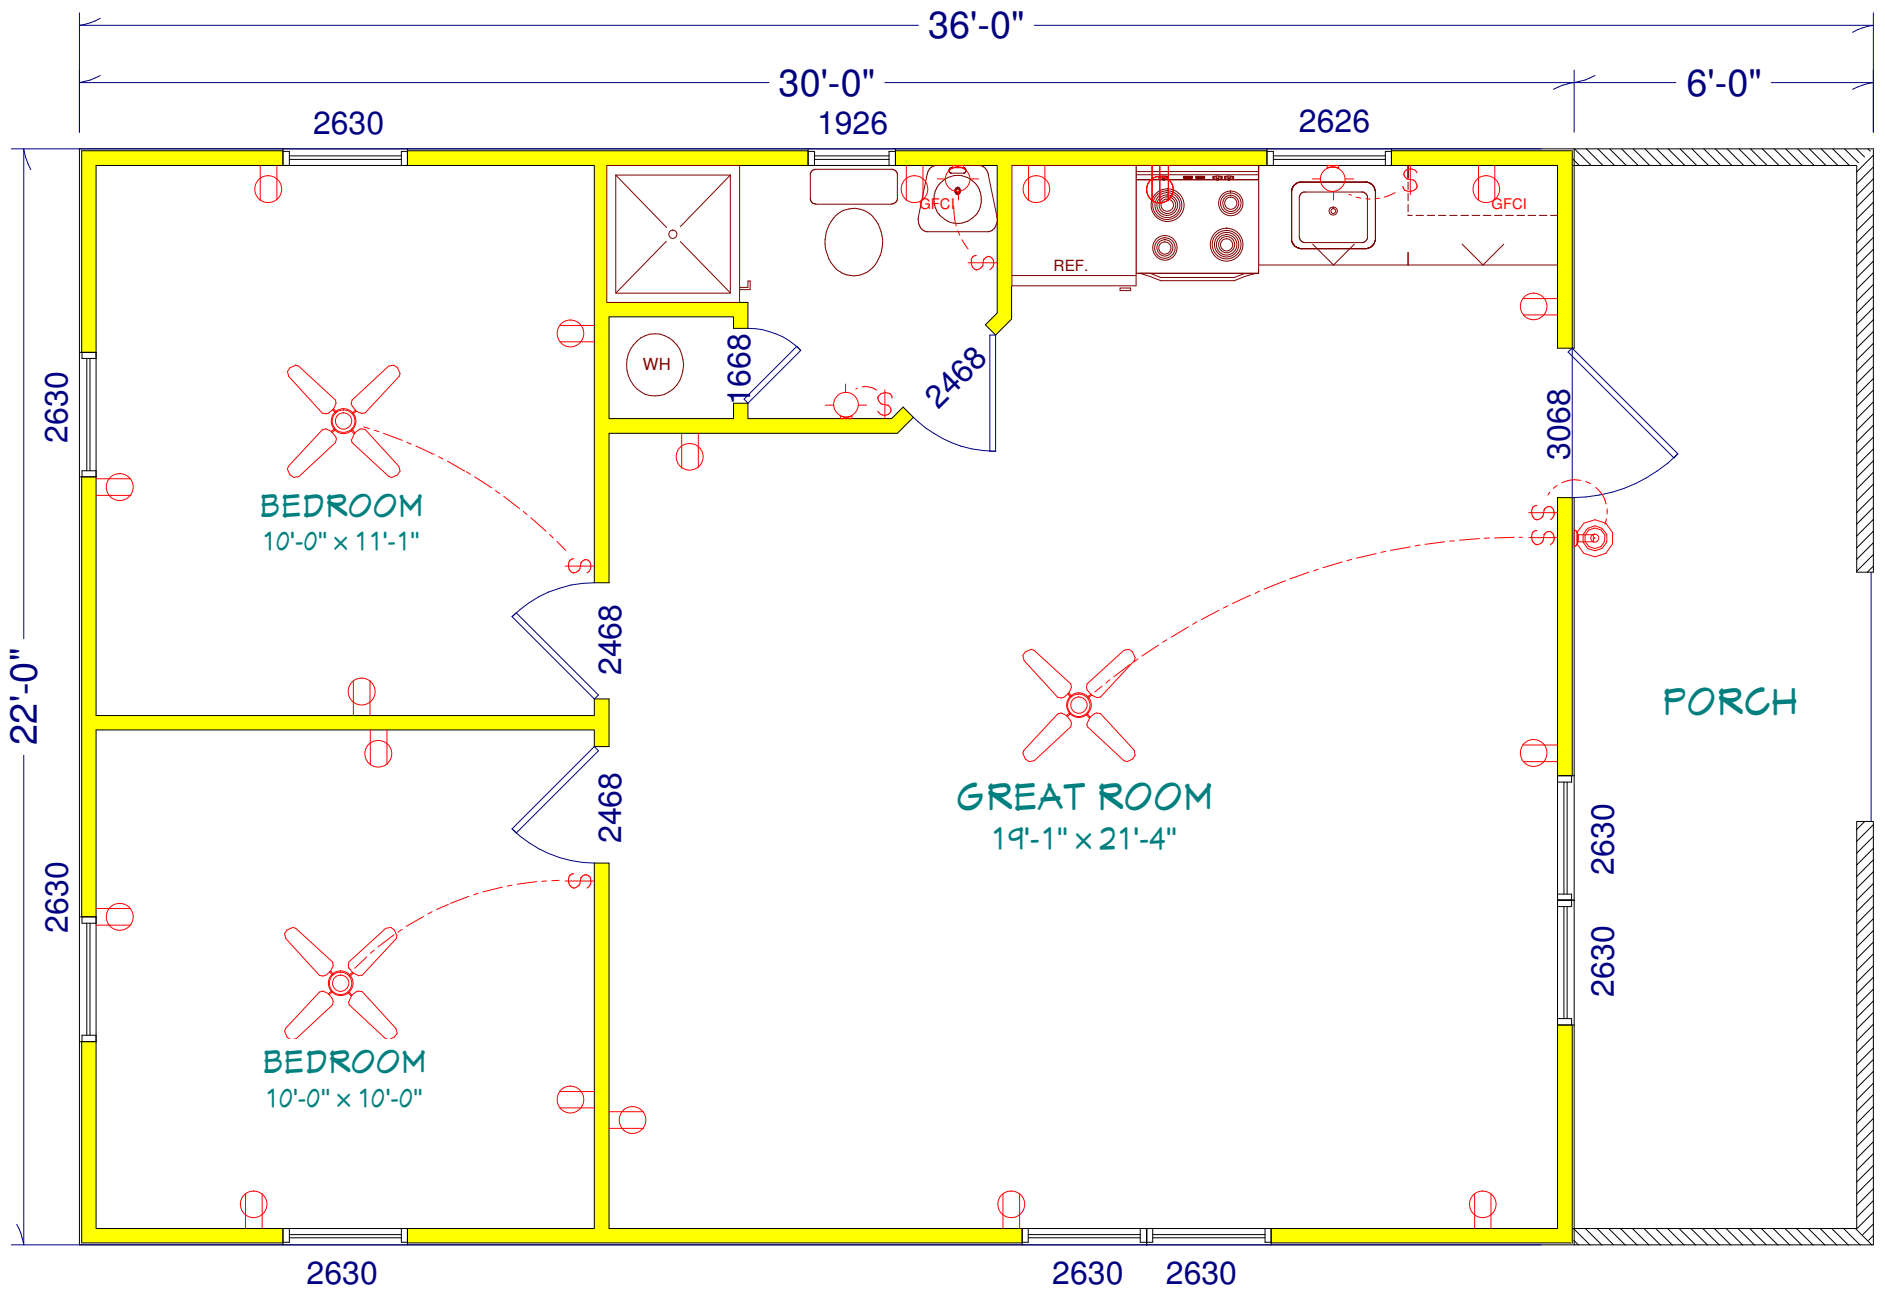 36'-0"
30'-0"
6'-0"
2630
1926
2626
GFCI
$
GFCI
$
REF.
WH
1668
2468
$
2630
3068
BEDROOM
10'-0" x 11'-1"
$
$
$
2468
22'-0"
PORCH
2468
GREAT ROOM
19'-1" x 21'-4"
2630
2630
$
2630
BEDROOM
10'-0" x 10'-0"
2630
2630
2630